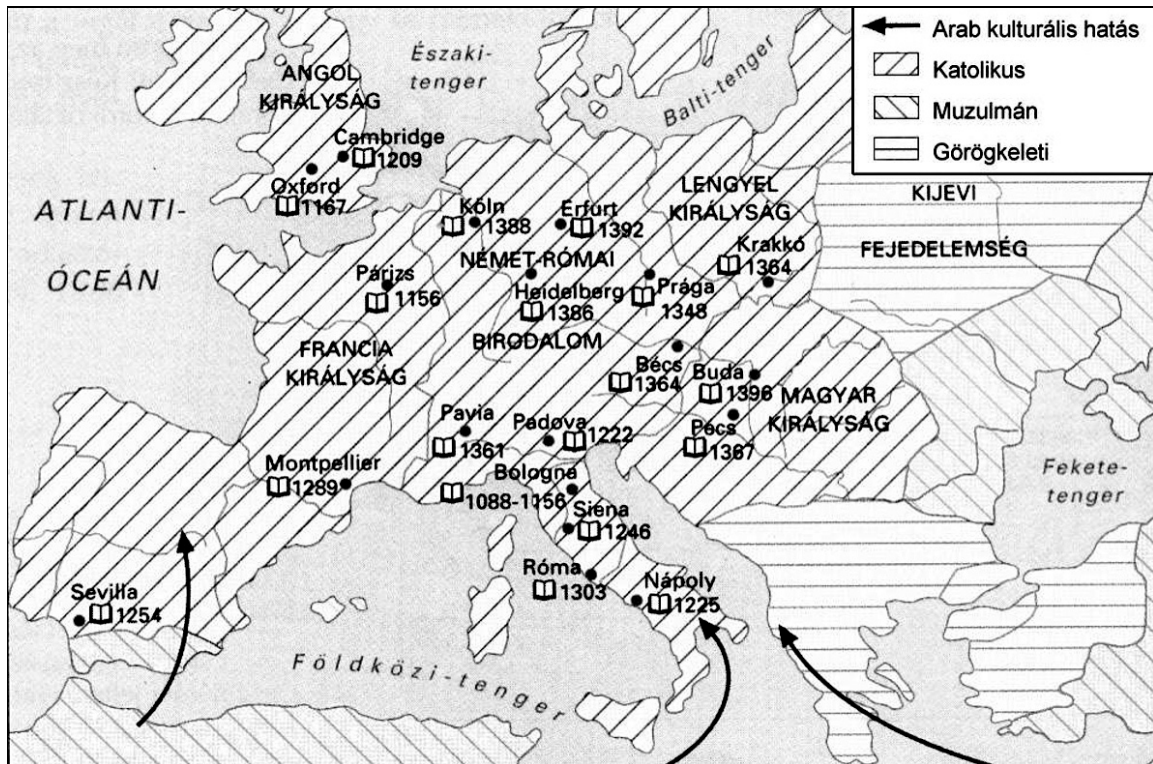 Arab kulturális hatás
Katolikus
Muzulmán
Görögkeleti
Északi-
tenger
Balti-tenger
ANGOL
KIRÁLYSÁG
Cambridge
1209
Oxford
1167
ATLANTI-
ÓCEÁN
Köln
1388
Erfurt
1392
LENGYEL
KIRÁLYSÁG
Krakkó
1364
KIJEVI
FEJEDELEMSÉG
NÉMET-RÓMAI
BIRODALOM
Párizs
1156
Heidelberg
1386
Prága
1348
FRANCIA
KIRÁLYSÁG
Bécs
1364
Buda
1396
MAGYAR
KIRÁLYSÁG
Pécs
1367
Pavia
1361
Padova
1222
Montpellier
1289
Bologna
1088-1156
Siena
1246
Fekete-
tenger
Róma
1303
Nápoly
1225
Sevilla
1254
Földközi-tenger